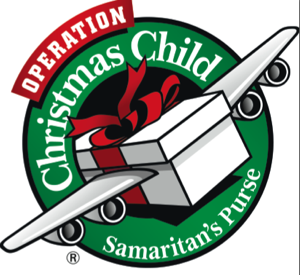 OPERATION
Christmas Child
Samaritan's Purse
®